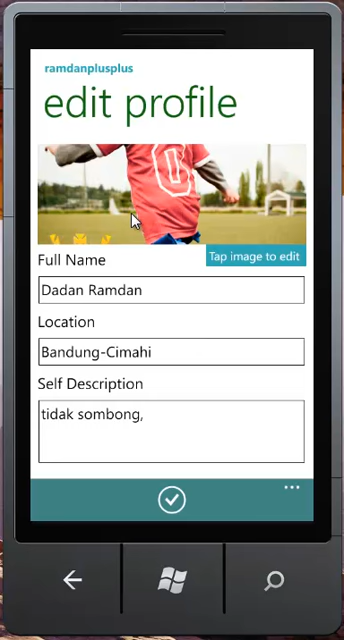 ramdanplusplus
edit profile
Tap image to edit
Full Name
Dadan Ramdan
Location
Bandung-Cimahi
Self Description
tidak sombong,